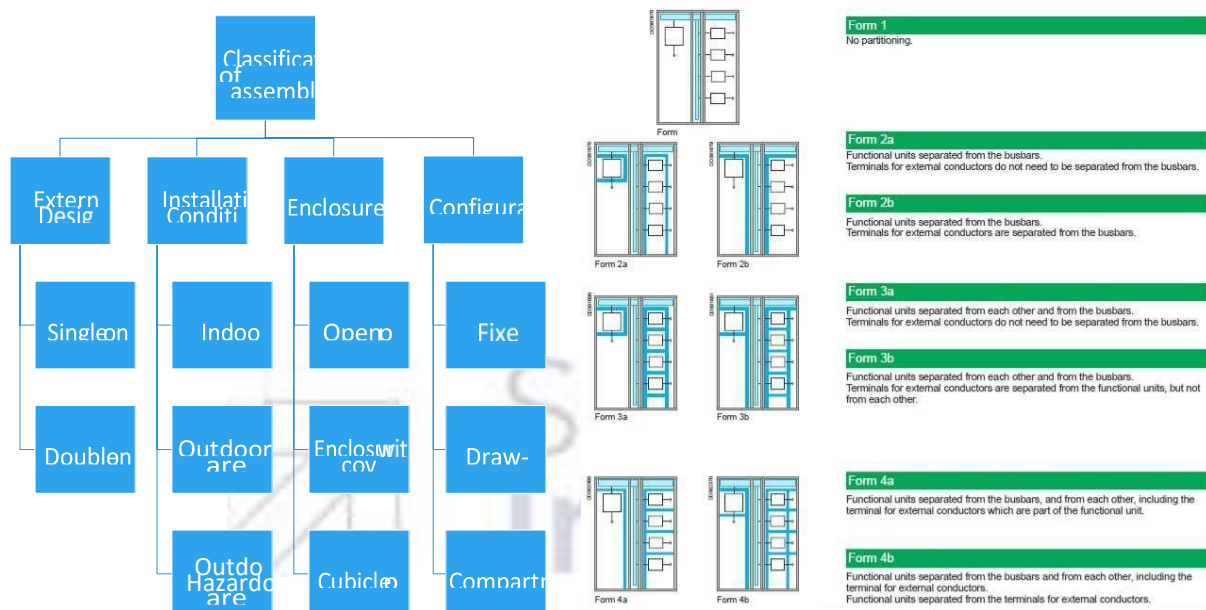 Classificat
of
assembl
Extern
Desig
Installati
Conditi
Enclosure
Configura
Single on
Indoo
Open o
Fixe
Double on
Outdoor
are
Enclosur wit
cov
Draw-
Outdo
Hazardo
are
Cubicle o
Compartr
Form
Form 2a
Form 2b
Form 3a
Form 3b
Form 4a
Form 4b
Form 1
No partitioning.
Form 2a
Functional units separated from the busbars.
Terminals for external conductors do not need to be separated from the busbars.
Form 2b
Functional units separated from the busbars.
Terminals for external conductors are separated from the busbars.
Form 3a
Functional units separated from each other and from the busbars.
Terminals for external conductors do not need to be separated from the busbars.
Form 3b
Functional units separated from each other and from the busbars.
Terminals for external conductors are separated from the functional units, but not
from each other.
Form 4a
Functional units separated from the busbars, and from each other, including the
terminal for external conductors which are part of the functional unit.
Form 4b
Functional units separated from the busbars and from each other, including the
terminal for external conductors.
Functional units separated from the terminals for external conductors.